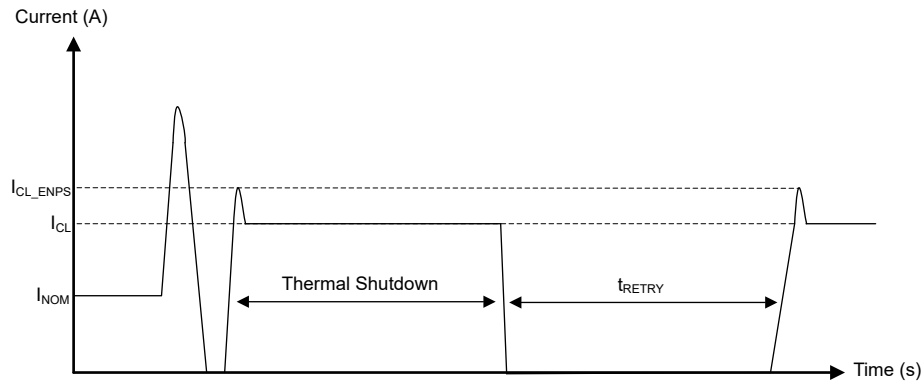 Current (A)
I_CL_ENPS
I_CL
I_NOM
Thermal Shutdown
t_RETRY
Time (s)